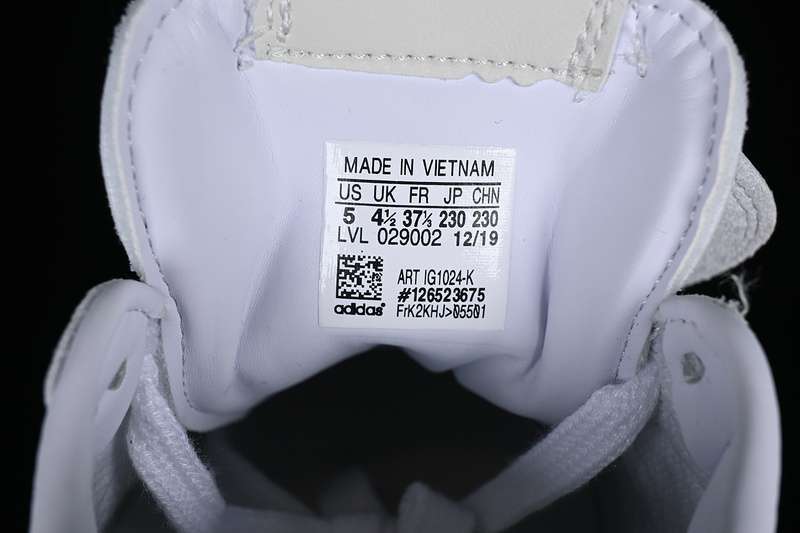 MADE IN VIETNAM
US UK FR JP CHN
5 4½ 37⅓ 230 230
LVL 029002 12/19
ART IG1024-K
#126523675
adidas® FrK2KHJ>05501